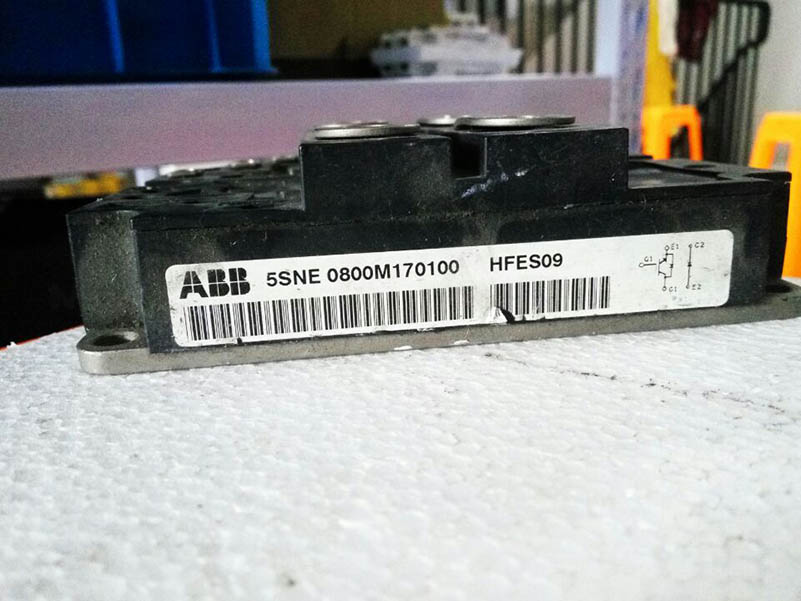 ABB 5SNE 0800M170100 HFES09
E1 C2
G1
G1 E2